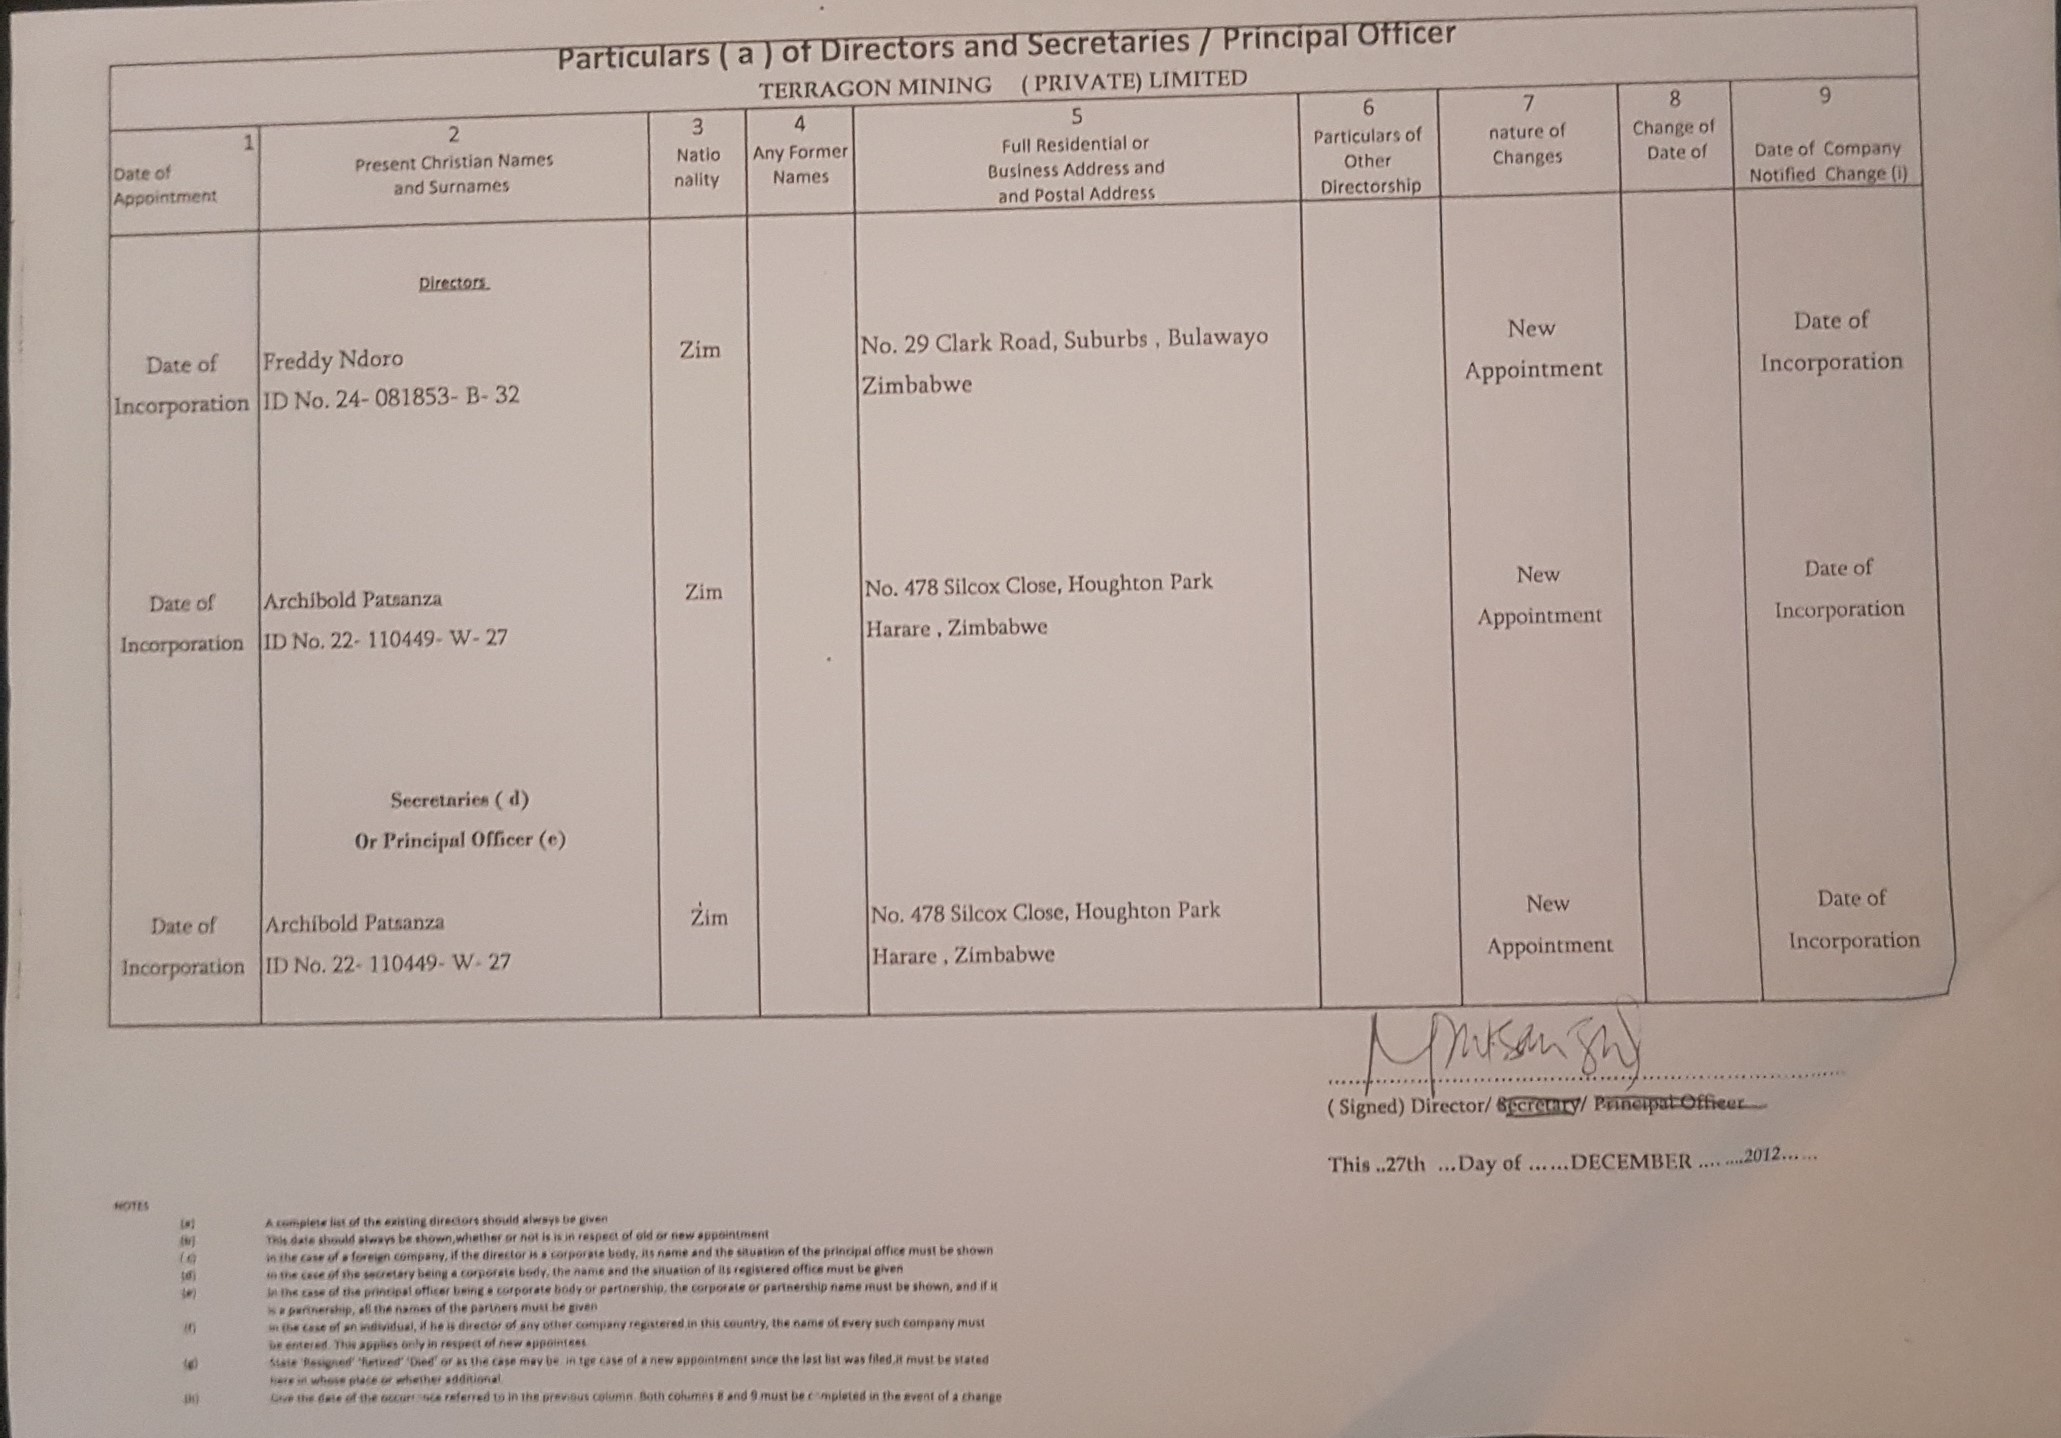 Particulars ( a ) of Directors and Secretaries / Principal Officer
TERRAGON MINING ( PRIVATE) LIMITED
1
Date of
Appointment
2
Present Christian Names
and Surnames
3
Natio
nality
4
Any Former
Names
5
Full Residential or
Business Address and
and Postal Address
6
Particulars of
Other
Directorship
7
nature of
Changes
8
Change of
Date of
9
Date of Company
Notified Change (i)
Directors
Date of
Incorporation
Freddy Ndoro
ID No. 24- 081853- B- 32
Zim
No. 29 Clark Road, Suburbs , Bulawayo
Zimbabwe
New
Appointment
Date of
Incorporation
Date of
Incorporation
Archibold Patsanza
ID No. 22- 110449- W- 27
Zim
No. 478 Silcox Close, Houghton Park
Harare , Zimbabwe
New
Appointment
Date of
Incorporation
Secretaries ( d)
Or Principal Officer (e)
Date of
Incorporation
Archibold Patsanza
ID No. 22- 110449- W- 27
Zim
No. 478 Silcox Close, Houghton Park
Harare , Zimbabwe
New
Appointment
Date of
Incorporation
( Signed) Director/ Secretary/ Principal Officer
This ..27th ...Day of ......DECEMBER .... ....2012......
NOTES
(a) A complete list of the existing directors should always be given
(b) This date should always be shown,whether or not is is in respect of old or new appointment
( c) in the case of a foreign company, if the director is a corporate body, its name and the situation of the principal office must be shown
(d) in the case of the secretary being a corporate body, the name and the situation of its registered office must be given
(e) In the case of the principal officer being a corporate body or partnership, the corporate or partnership name must be shown, and if it
is a partnership, all the names of the partners must be given
(f) in the case of an individual, if he is director of any other company registered in this country, the name of every such company must
be entered. This applies only in respect of new appointees
(g) State 'Resigned' 'Retired' 'Died' or as the case may be. in tge case of a new appointment since the last list was filed,it must be stated
here in whose place or whether additional
(h) Give the date of the referred to in the previous column. Both columns 8 and 9 must be in the event of a change